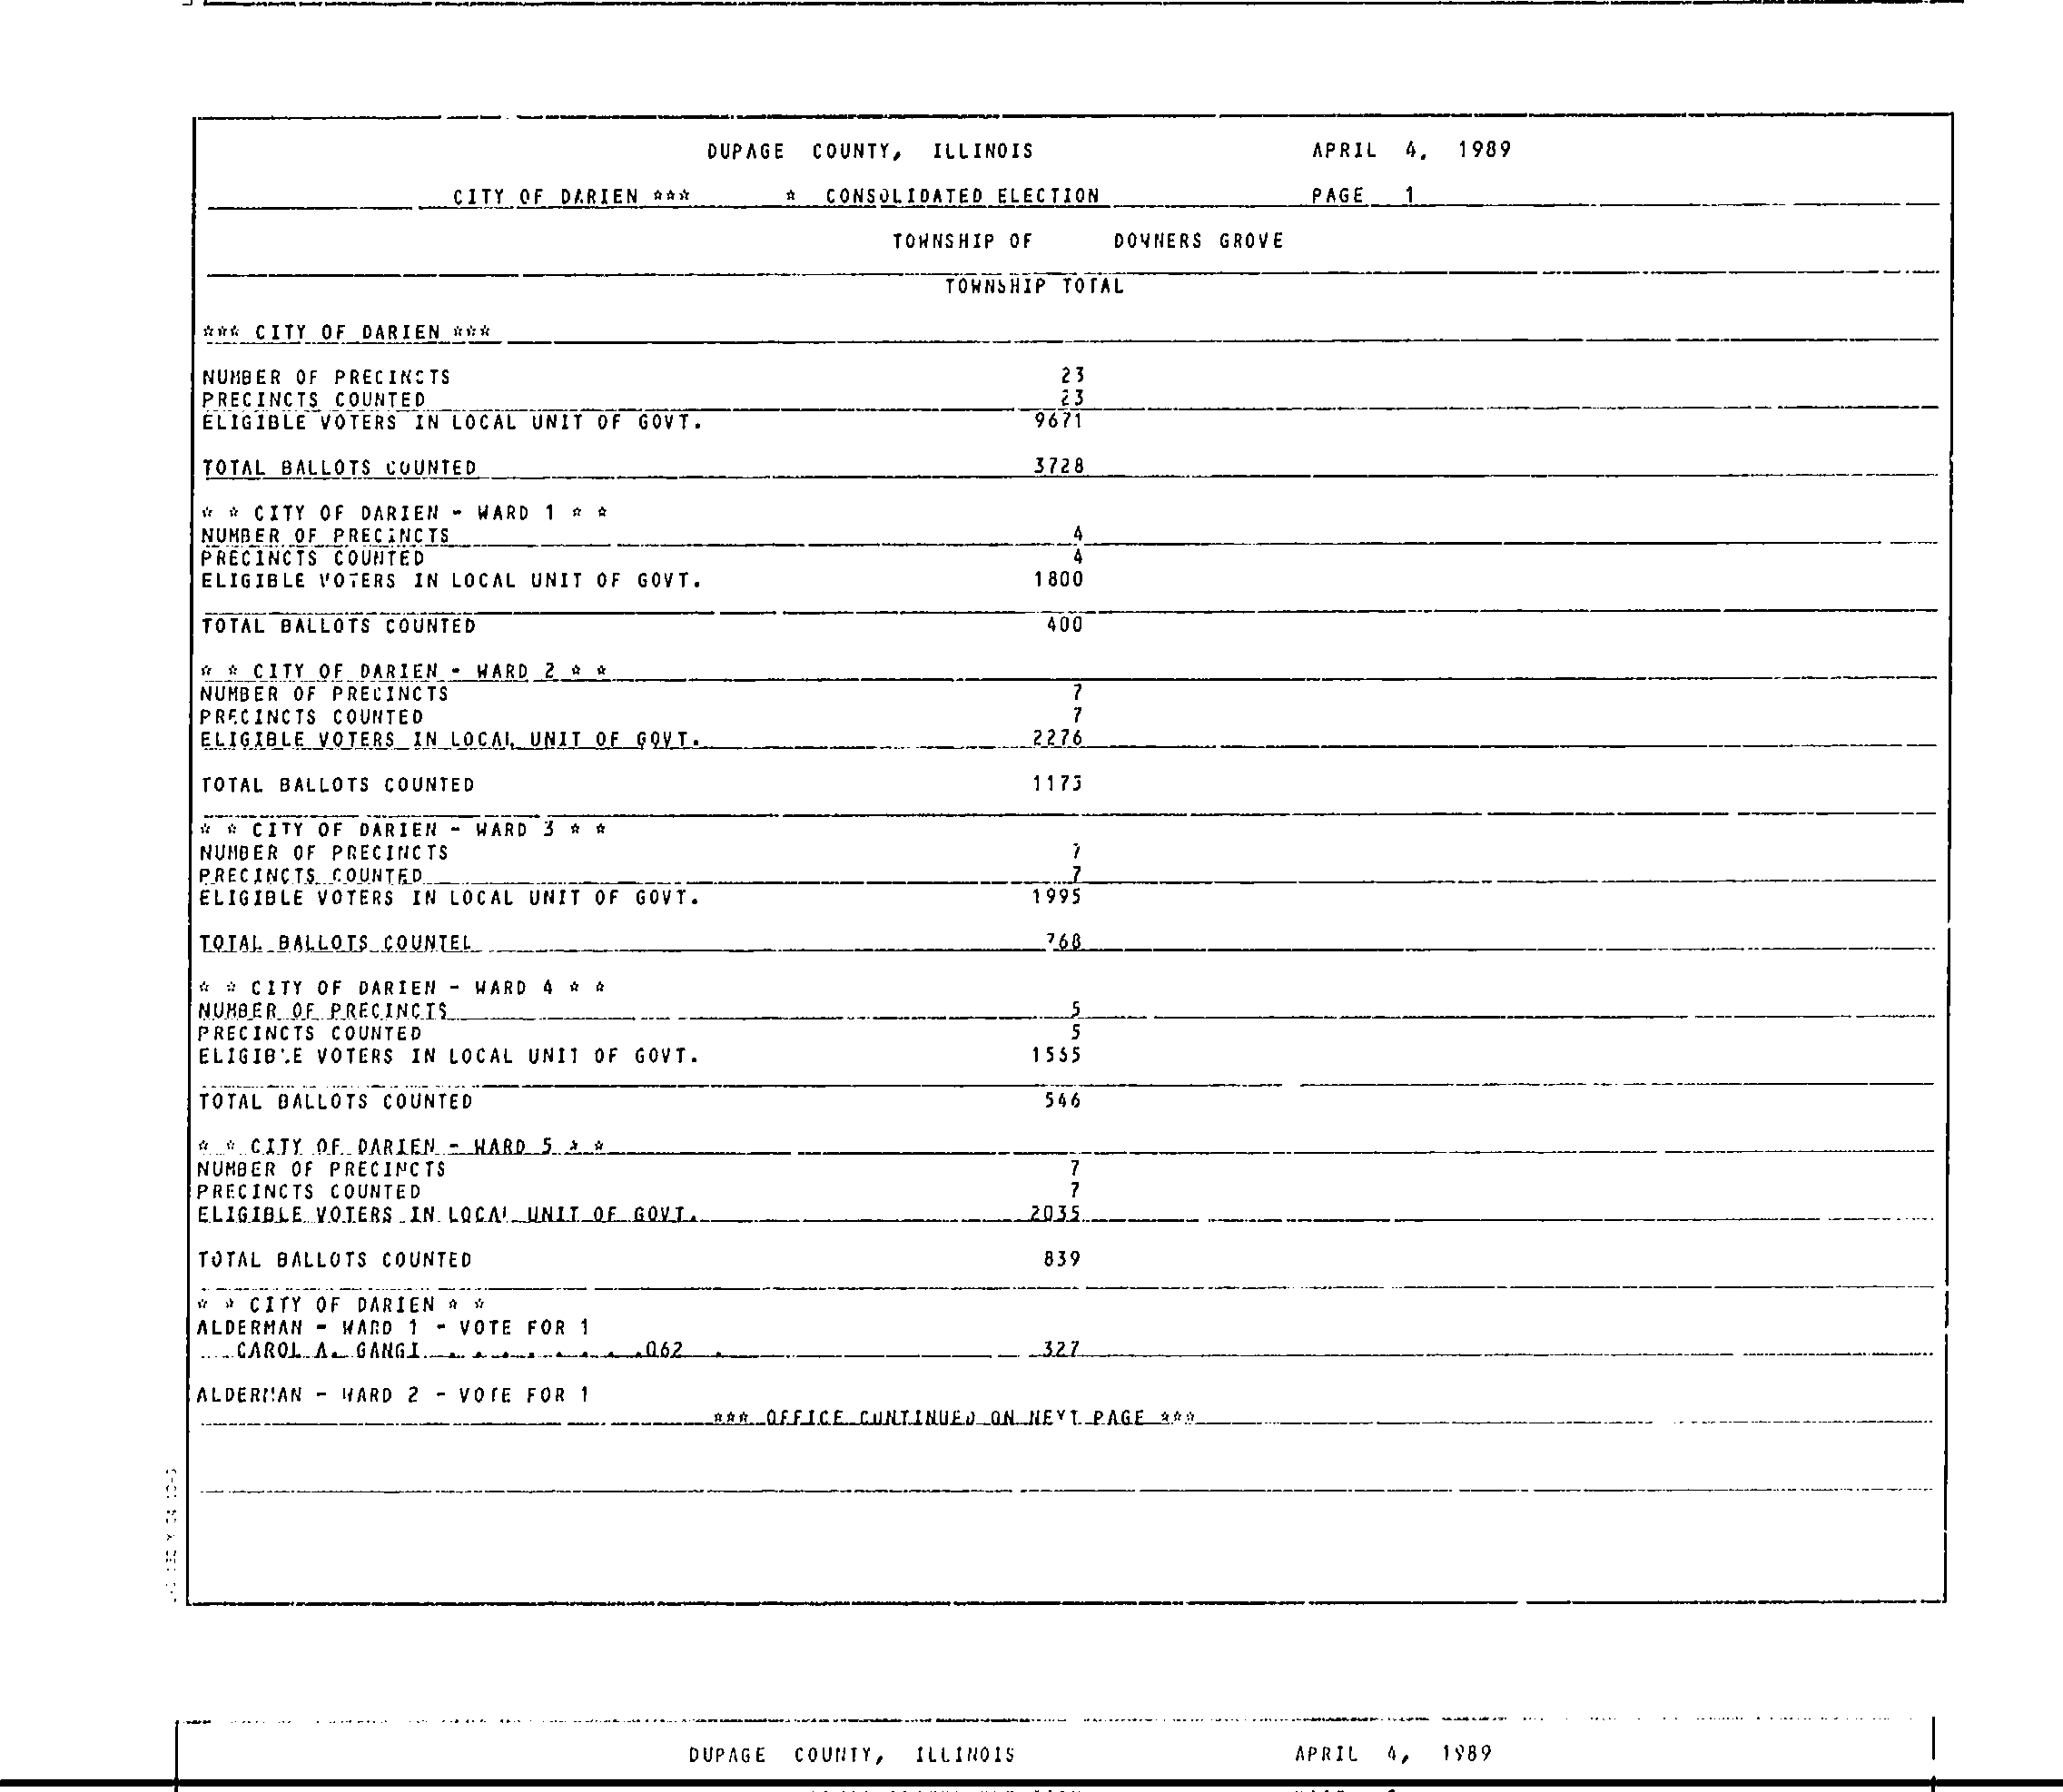 DUPAGE COUNTY, ILLINOIS APRIL 4, 1989
CITY OF DARIEN *** * CONSOLIDATED ELECTION PAGE 1
TOWNSHIP OF DOWNERS GROVE
TOWNSHIP TOTAL
*** CITY OF DARIEN ***
NUMBER OF PRECINCTS 23
PRECINCTS COUNTED 23
ELIGIBLE VOTERS IN LOCAL UNIT OF GOVT. 9671
TOTAL BALLOTS COUNTED 3728
* * CITY OF DARIEN - WARD 1 * *
NUMBER OF PRECINCTS 4
PRECINCTS COUNTED 4
ELIGIBLE VOTERS IN LOCAL UNIT OF GOVT. 1800
TOTAL BALLOTS COUNTED 400
* * CITY OF DARIEN - WARD 2 * *
NUMBER OF PRECINCTS 7
PRECINCTS COUNTED 7
ELIGIBLE VOTERS IN LOCAL UNIT OF GOVT. 2276
TOTAL BALLOTS COUNTED 1175
* * CITY OF DARIEN - WARD 3 * *
NUMBER OF PRECINCTS 7
PRECINCTS COUNTED 7
ELIGIBLE VOTERS IN LOCAL UNIT OF GOVT. 1995
TOTAL BALLOTS COUNTED 768
* * CITY OF DARIEN - WARD 4 * *
NUMBER OF PRECINCTS 5
PRECINCTS COUNTED 5
ELIGIBLE VOTERS IN LOCAL UNIT OF GOVT. 1565
TOTAL BALLOTS COUNTED 546
* * CITY OF DARIEN - WARD 5 * *
NUMBER OF PRECINCTS 7
PRECINCTS COUNTED 7
ELIGIBLE VOTERS IN LOCAL UNIT OF GOVT. 2035
TOTAL BALLOTS COUNTED 839
* * CITY OF DARIEN * *
ALDERMAN - WARD 1 - VOTE FOR 1
CAROL A. GANGI . . . . . . . . .062 . 327
ALDERMAN - WARD 2 - VOTE FOR 1
*** OFFICE CONTINUED ON NEXT PAGE ***
DUPAGE COUNTY, ILLINOIS APRIL 4, 1989